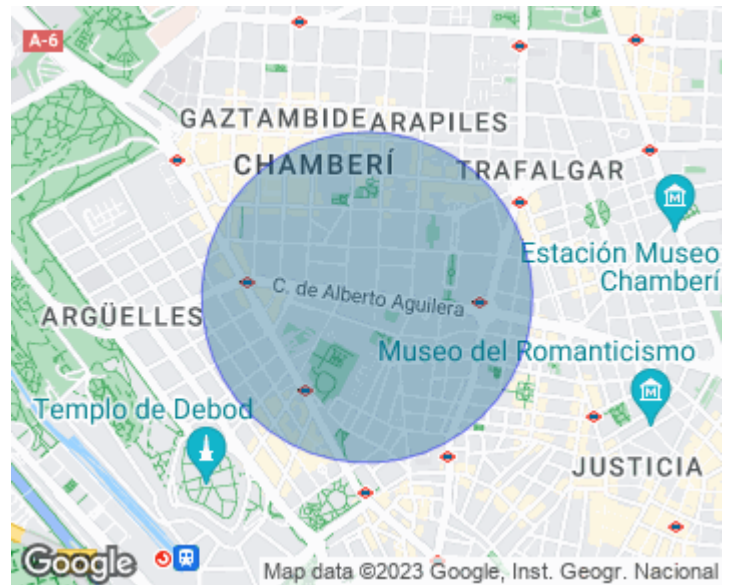 A-6
GAZTAMBIDE
ARAPILES
CHAMBERÍ
TRAFALGAR
Estación Museo
Chamberí
C. de Alberto Aguilera
ARGÜELLES
Museo del Romanticismo
Templo de Debod
JUSTICIA
Google
Map data ©2023 Google, Inst. Geogr. Nacional